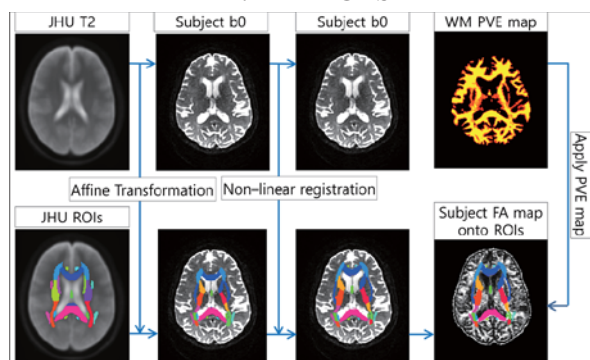 JHU T2
Subject b0
Subject b0
WM PVE map
Affine Transformation
Non-linear registration
Apply PVE map
JHU ROIs
Subject FA map
onto ROIs